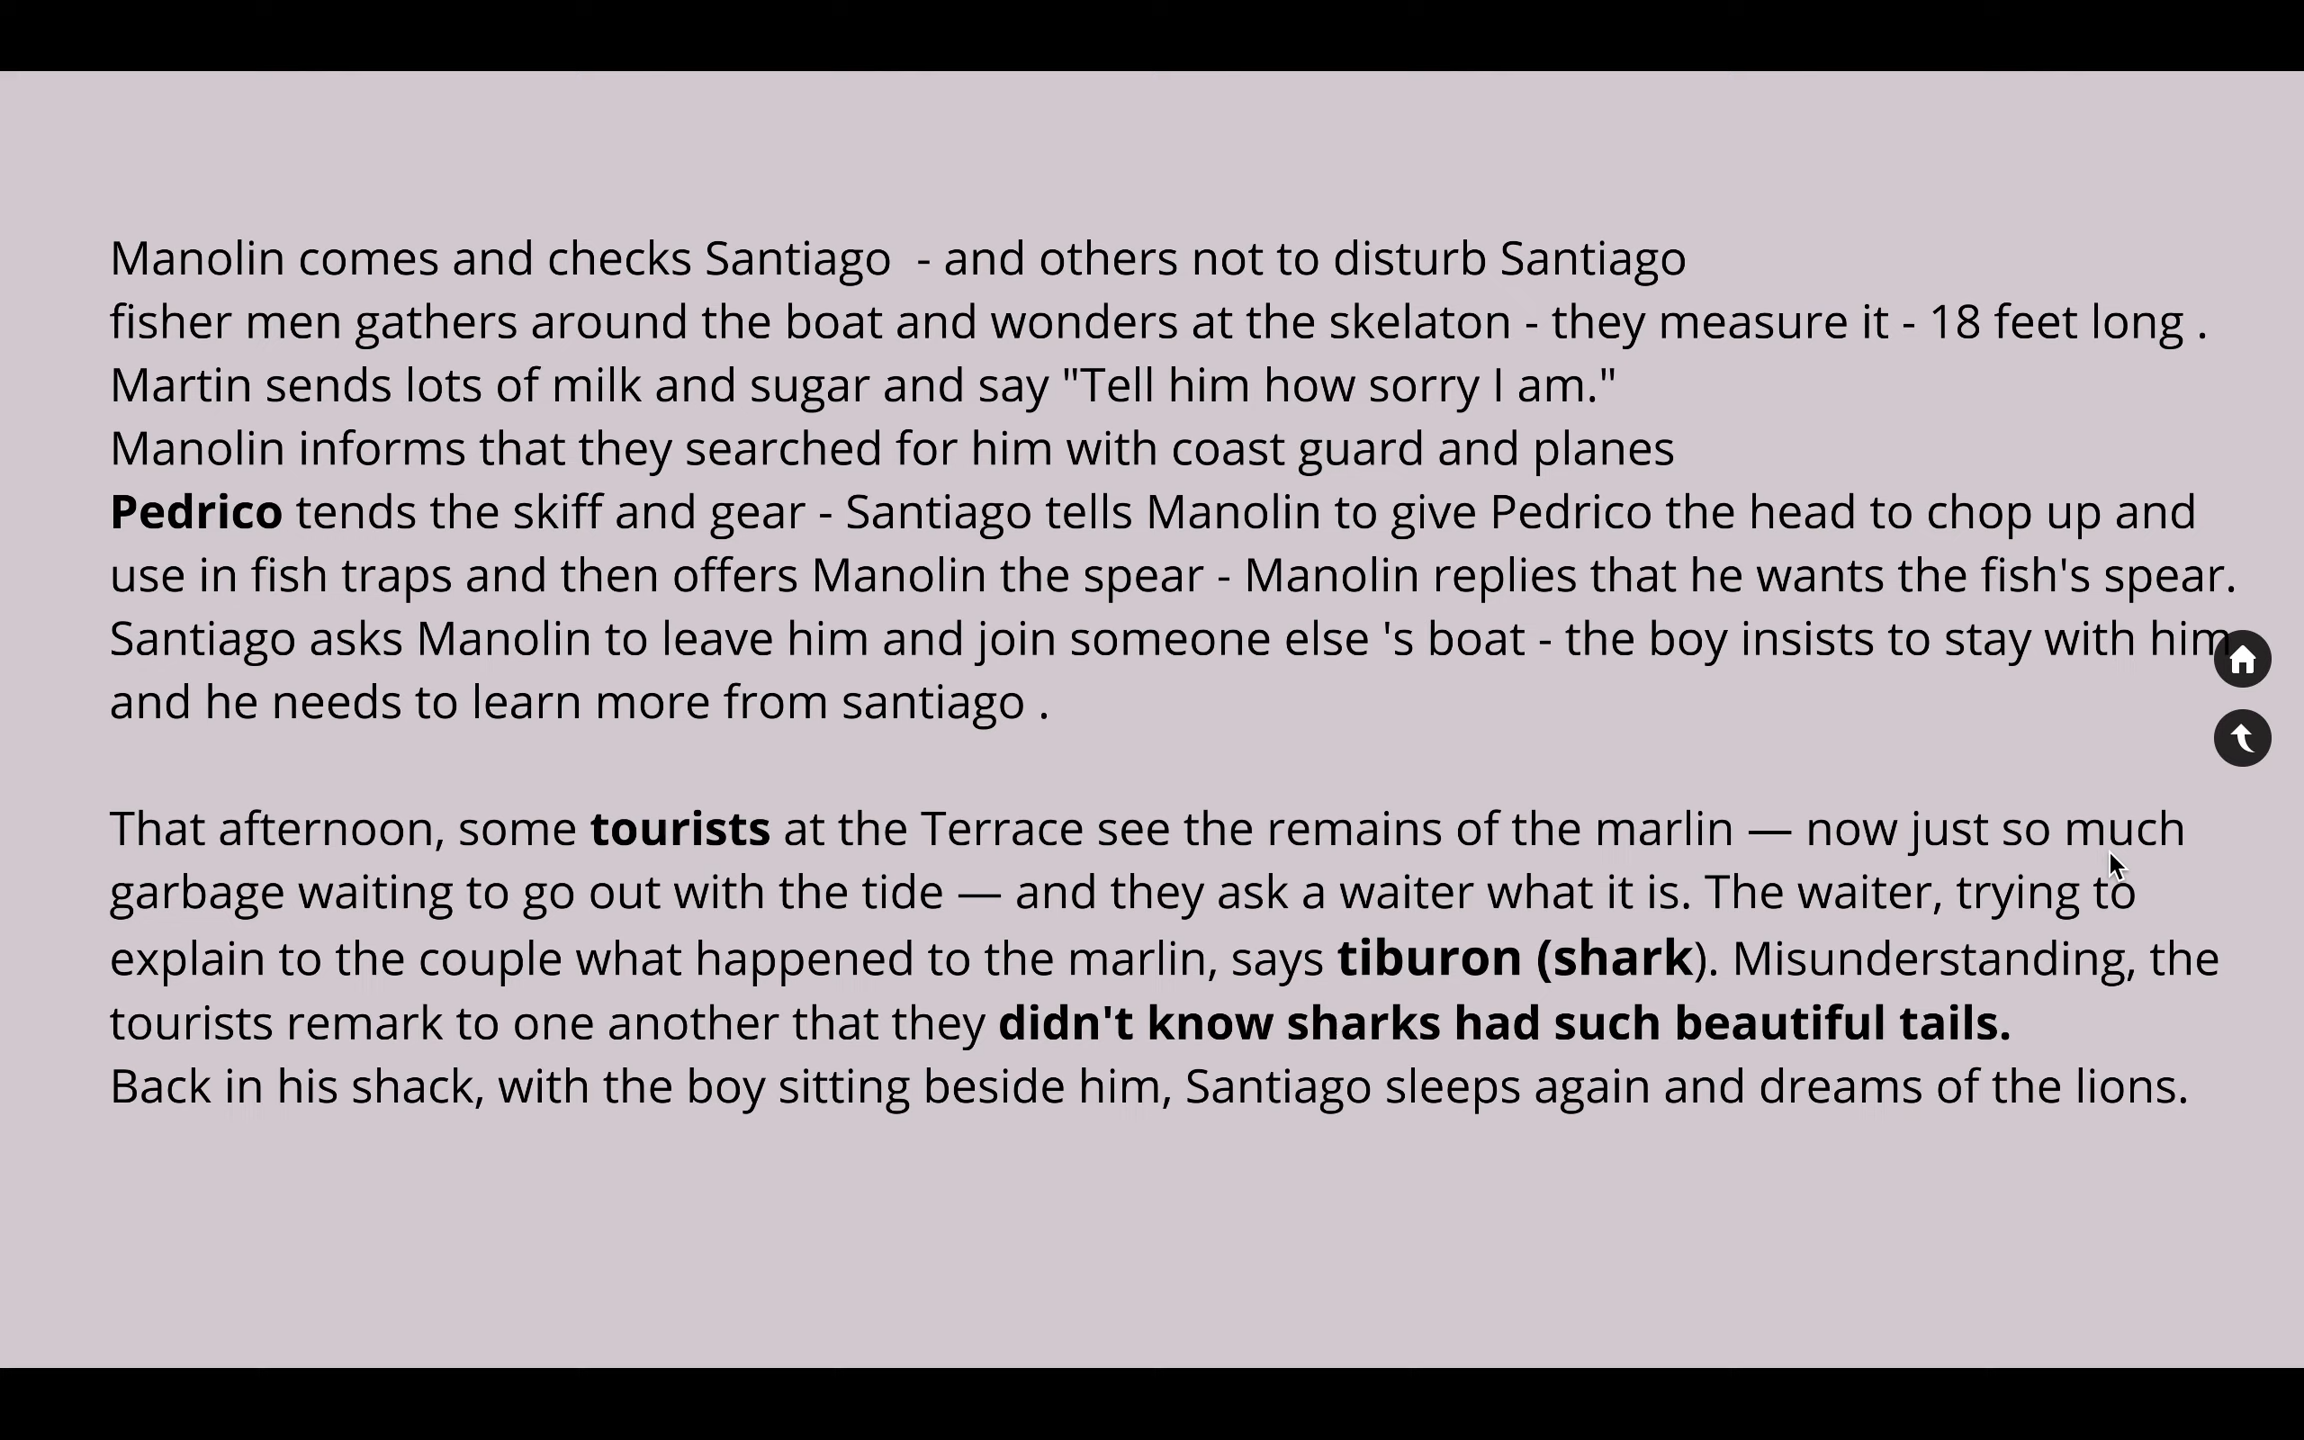 Manolin comes and checks Santiago  - and others not to disturb Santiago
fisher men gathers around the boat and wonders at the skelaton - they measure it - 18 feet long .
Martin sends lots of milk and sugar and say "Tell him how sorry I am."
Manolin informs that they searched for him with coast guard and planes
Pedrico tends the skiff and gear - Santiago tells Manolin to give Pedrico the head to chop up and
use in fish traps and then offers Manolin the spear - Manolin replies that he wants the fish's spear.
Santiago asks Manolin to leave him and join someone else 's boat - the boy insists to stay with him
and he needs to learn more from santiago .
That afternoon, some tourists at the Terrace see the remains of the marlin — now just so much
garbage waiting to go out with the tide — and they ask a waiter what it is. The waiter, trying to
explain to the couple what happened to the marlin, says tiburon (shark). Misunderstanding, the
tourists remark to one another that they didn't know sharks had such beautiful tails.
Back in his shack, with the boy sitting beside him, Santiago sleeps again and dreams of the lions.